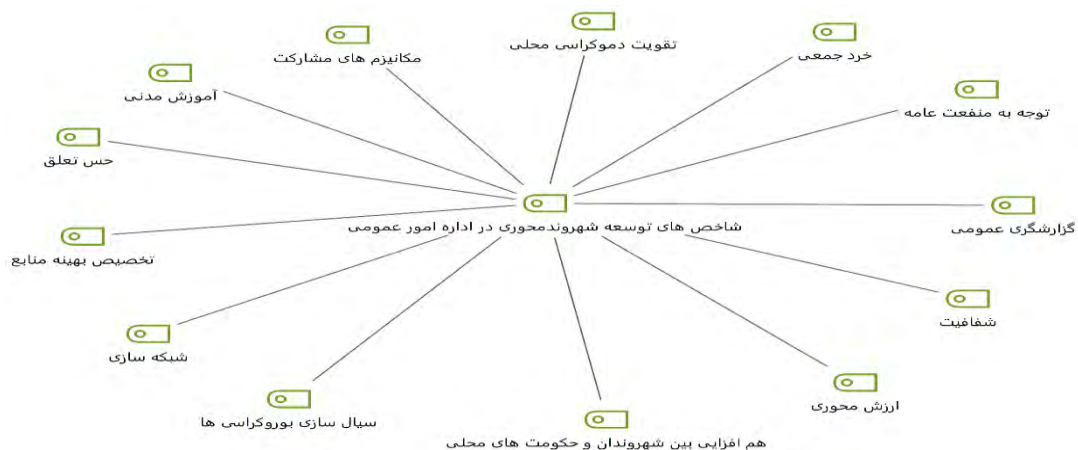 تقویت دموکراسی محلی
خرد جمعی
مکانیزم های مشارکت
آموزش مدنی
توجه به منفعت عامه
حس تعلق
شاخص های توسعه شهروندمحوری در اداره امور عمومی
گزارشگری عمومی
تخصیص بهینه منابع
شفافیت
شبکه سازی
ارزش محوری
سیال سازی بوروکراسی ها
هم افزایی بین شهروندان و حکومت های محلی